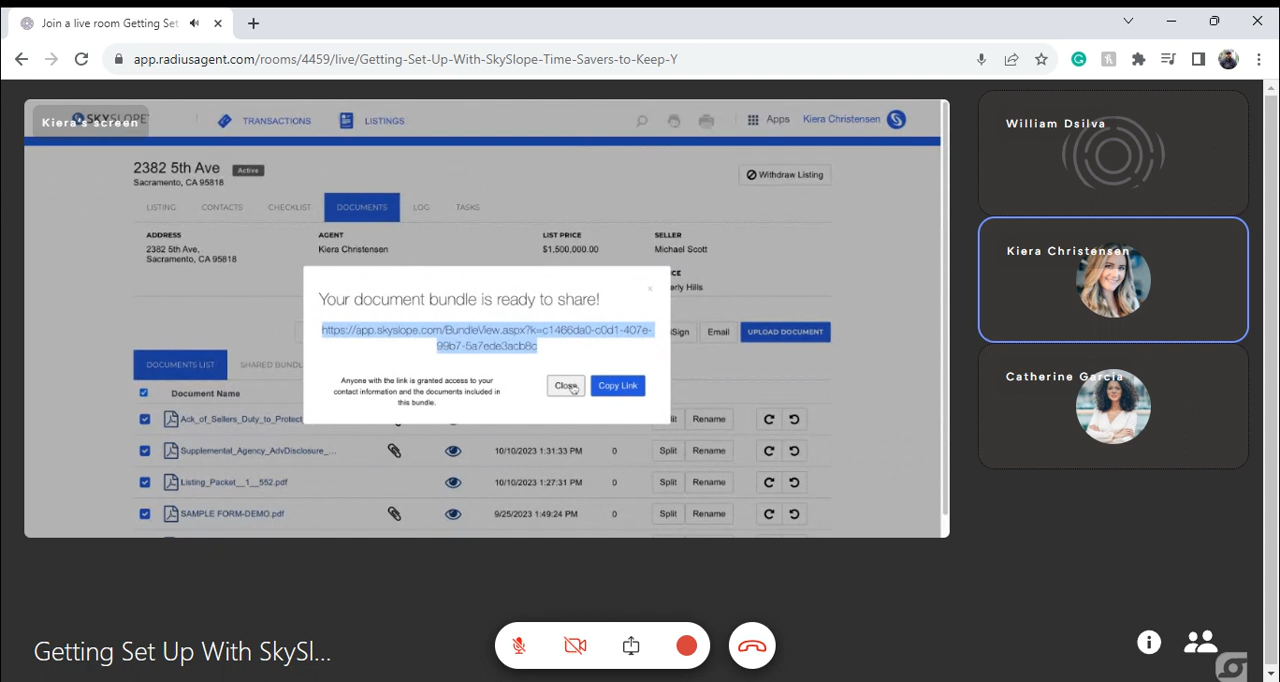 Join a live room Getting Set
app.radiusagent.com/rooms/4459/live/Getting-Set-Up-With-SkySlope-Time-Savers-to-Keep-Y
Kiera's screen
TRANSACTIONS
LISTINGS
Apps
Kiera Christensen
2382 5th Ave
Active
Sacramento, CA 95818
Withdraw Listing
LISTING
CONTACTS
CHECKLIST
DOCUMENTS
LOG
TASKS
ADDRESS
AGENT
LIST PRICE
SELLER
2382 5th Ave,
Sacramento, CA 95818
Kiera Christensen
$1,500,000.00
Michael Scott
Your document bundle is ready to share!
https://app.skyslope.com/BundleView.aspx?k=c1466da0-c0d1-407e-
99b7-5a7ede3acb8c
Anyone with the link is granted access to your
contact information and the documents included in
this bundle.
Close
Copy Link
Email
UPLOAD DOCUMENT
DOCUMENTS LIST
SHARED
Document Name
Ack_of_Sellers_Duty_to_Protect
Rename
Supplemental_Agency_AdvDisclosure_...
10/10/2023 1:31:33 PM
0
Split
Rename
Listing_Packet__1__552.pdf
10/10/2023 1:27:31 PM
0
Split
Rename
SAMPLE FORM-DEMO.pdf
9/25/2023 1:49:24 PM
0
Split
Rename
William Dsilva
Kiera Christensen
Catherine Garcia
Getting Set Up With SkySl...